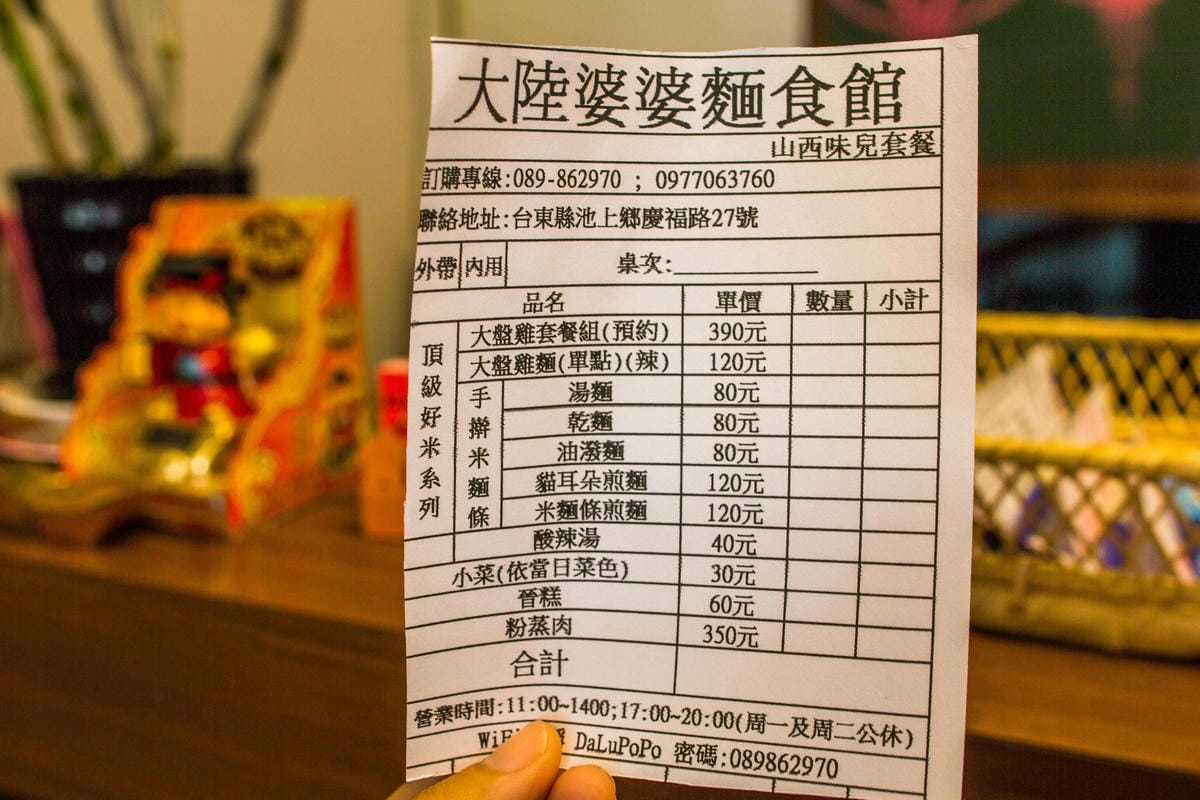 大陸婆婆麵食館
山西味兒套餐
訂購專線:089-862970 ; 0977063760
聯絡地址:台東縣池上鄉慶福路27號
外帶 內用 桌次:__________
品名 單價 數量 小計
頂級好米系列
大盤雞套餐組(預約) 390元
大盤雞麵(單點)(辣) 120元
手擀米麵條
湯麵 80元
乾麵 80元
油潑麵 80元
貓耳朵煎麵 120元
米麵條煎麵 120元
酸辣湯 40元
小菜(依當日菜色) 30元
晉糕 60元
粉蒸肉 350元
合計
營業時間:11:00~1400;17:00~20:00(周一及周二公休)
DaLuPoPo 密碼:089862970